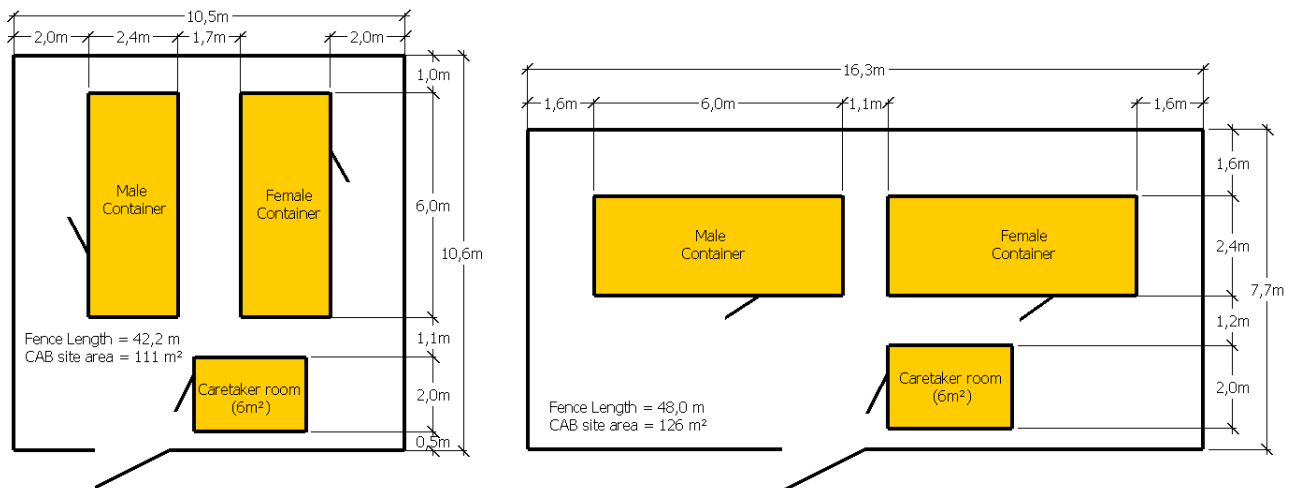 10,5m
2,0m
2,4m
1,7m
2,0m
1,0m
Male
Container
Female
Container
6,0m
10,6m
Fence Length = 42,2 m
CAB site area = 111 m²
1,1m
Caretaker room
(6m²)
2,0m
0,5m
16,3m
1,6m
6,0m
1,1m
1,6m
1,6m
Male
Container
Female
Container
2,4m
7,7m
1,2m
Caretaker room
(6m²)
2,0m
Fence Length = 48,0 m
CAB site area = 126 m²